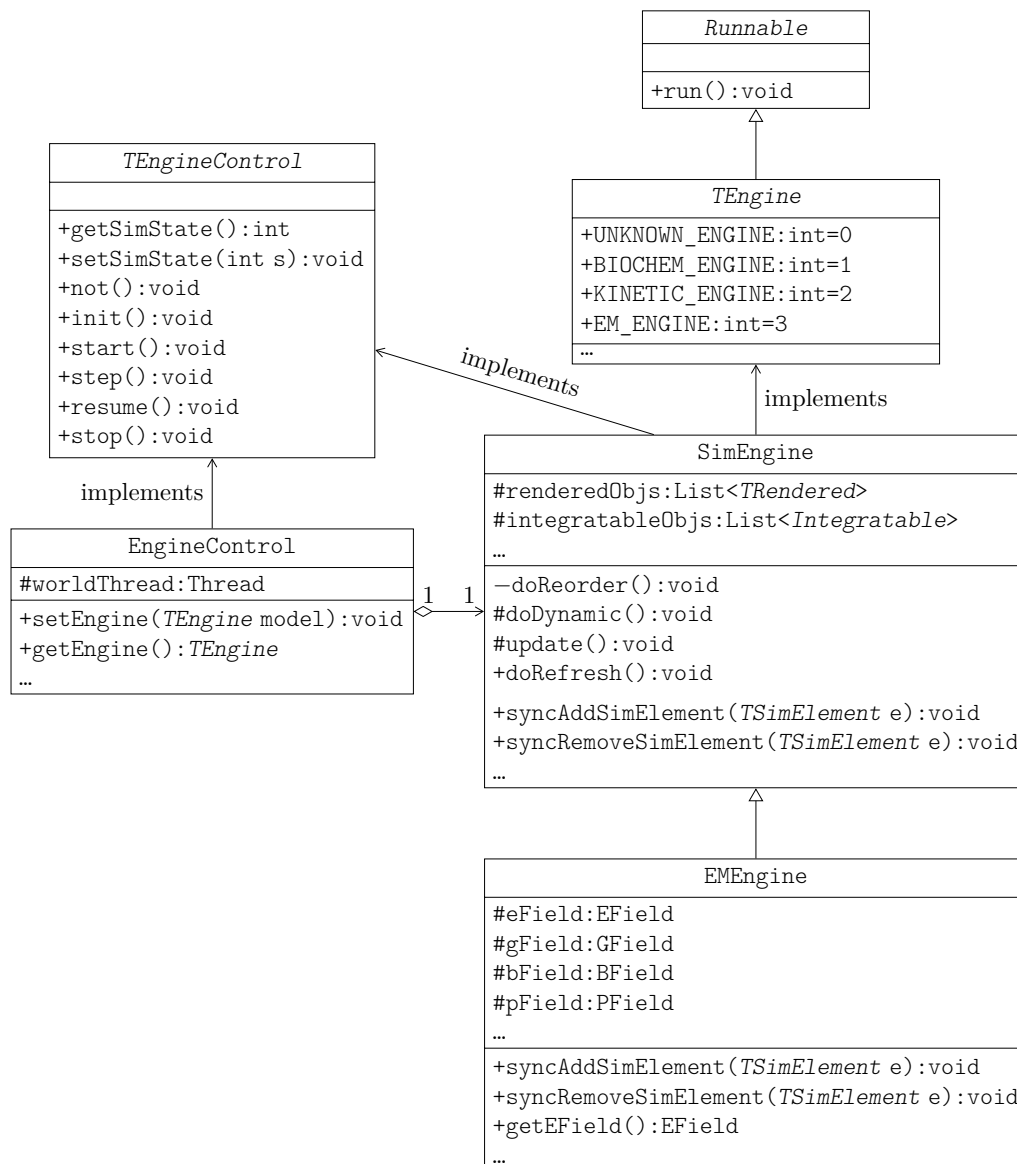 Runnable
+run():void
TEngineControl
+getSimState():int
+setSimState(int s):void
+not():void
+init():void
+start():void
+step():void
+resume():void
+stop():void
TEngine
+UNKNOWN_ENGINE:int=0
+BIOCHEM_ENGINE:int=1
+KINETIC_ENGINE:int=2
+EM_ENGINE:int=3
…
implements
implements
implements
EngineControl
#worldThread:Thread
+setEngine(TEngine model):void
+getEngine():TEngine
…
1 1
SimEngine
#renderedObjs:List<TRendered>
#integratableObjs:List<Integratable>
…
−doReorder():void
#doDynamic():void
#update():void
+doRefresh():void
+syncAddSimElement(TSimElement e):void
+syncRemoveSimElement(TSimElement e):void
…
EMEngine
#eField:EField
#gField:GField
#bField:BField
#pField:PField
…
+syncAddSimElement(TSimElement e):void
+syncRemoveSimElement(TSimElement e):void
+getEField():EField
…